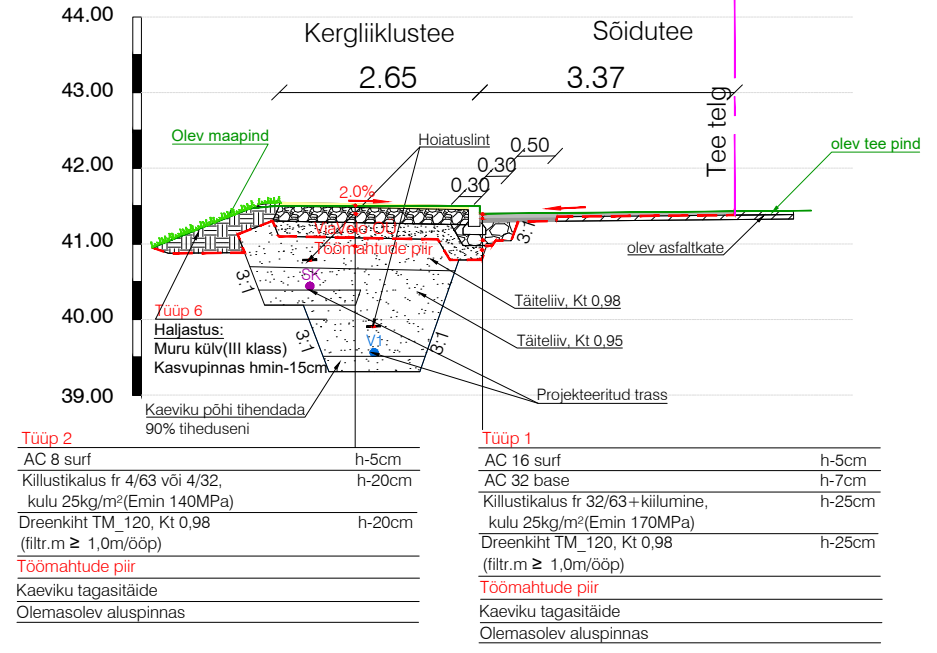 44.00
Kergliiklustee
Sõidutee
2.65
3.37
43.00
Tee telg
Olev maapind
Hoiatuslint
0,50
olev tee pind
42.00
0,30
2.0%
0,30
41.00
3:1
Töömahtude piir
olev asfaltkate
SK
3:1
Täiteliiv, Kt 0,98
Tüüp 6
40.00
Haljastus:
Muru külv(III klass)
Kasvupinnas hmin-15cm
3:1
V1
3:1
Täiteliiv, Kt 0,95
39.00
Projekteeritud trass
Kaeviku põhi tihendada
90% tiheduseni
Tüüp 2
AC 8 surf h-5cm
Killustikalus fr 4/63 või 4/32, h-20cm
kulu 25kg/m²(Emin 140MPa)
Dreenkiht TM_120, Kt 0,98 h-20cm
(filtr.m ≥ 1,0m/ööp)
Töömahtude piir
Kaeviku tagasitäide
Olemasolev aluspinnas
Tüüp 1
AC 16 surf h-5cm
AC 32 base h-7cm
Killustikalus fr 32/63+kiilumine, h-25cm
kulu 25kg/m²(Emin 170MPa)
Dreenkiht TM_120, Kt 0,98 h-25cm
(filtr.m ≥ 1,0m/ööp)
Töömahtude piir
Kaeviku tagasitäide
Olemasolev aluspinnas